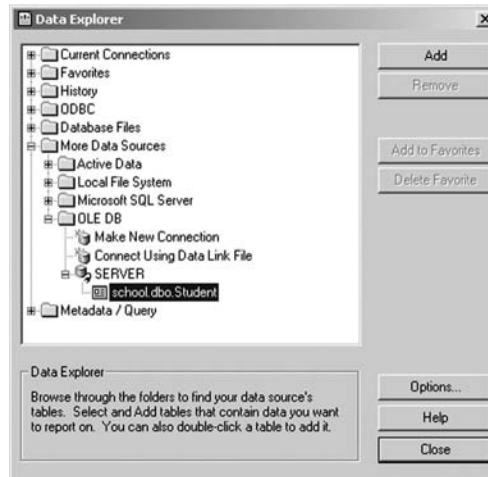 Data Explorer
Current Connections
Favorites
History
ODBC
Database Files
More Data Sources
Active Data
Local File System
Microsoft SQL Server
OLE DB
Make New Connection
Connect Using Data Link File
SERVER
school.dbo.Student
Metadata / Query
Add
Remove
Add to Favorites
Delete Favorite
Data Explorer
Browse through the folders to find your data source's
tables. Select and Add tables that contain data you want
to report on. You can also double-click a table to add it.
Options...
Help
Close